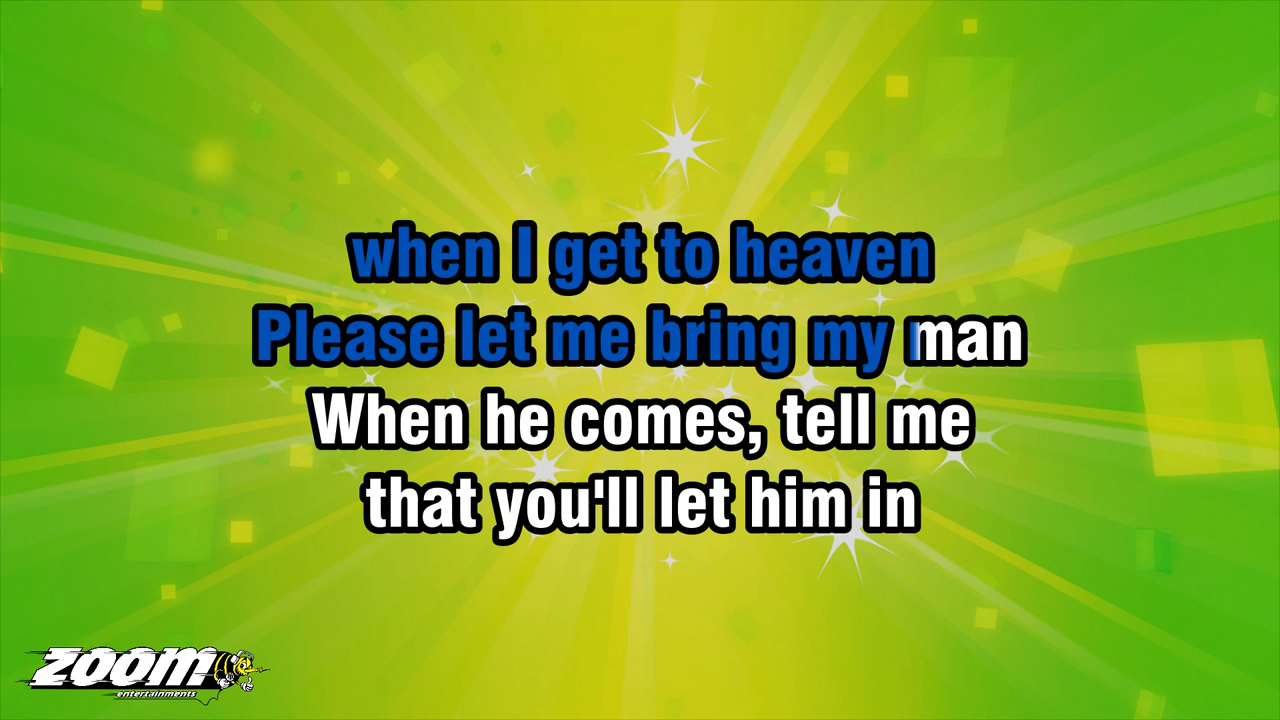 when I get to heaven
Please let me bring my man
When he comes, tell me
that you'll let him in
zoom
entertainments